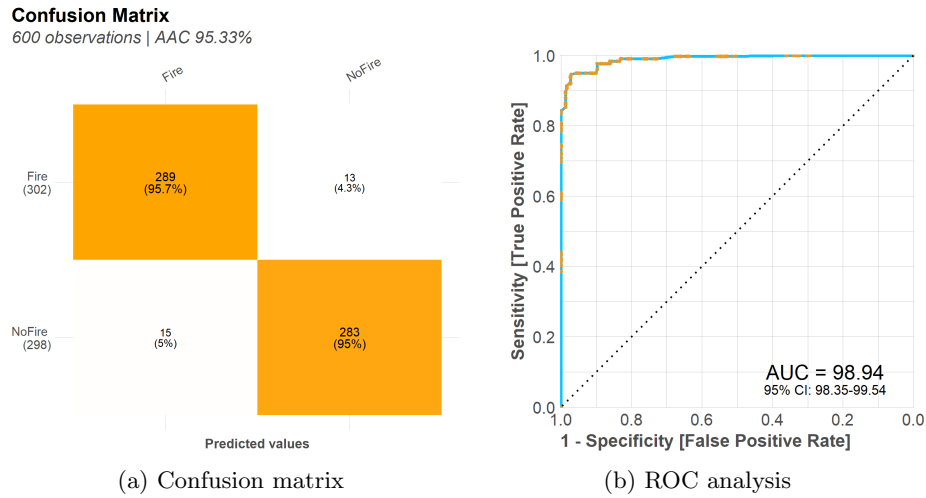 Confusion Matrix
600 observations | AAC 95.33%
Fire
NoFire
Fire
(302)
289
(95.7%)
13
(4.3%)
NoFire
(298)
15
(5%)
283
(95%)
Predicted values
(a) Confusion matrix
Sensitivity [True Positive Rate]
1.0
0.8
0.6
0.4
0.2
0.0
AUC = 98.94
95% CI: 98.35-99.54
1.0 0.8 0.6 0.4 0.2 0.0
1 - Specificity [False Positive Rate]
(b) ROC analysis